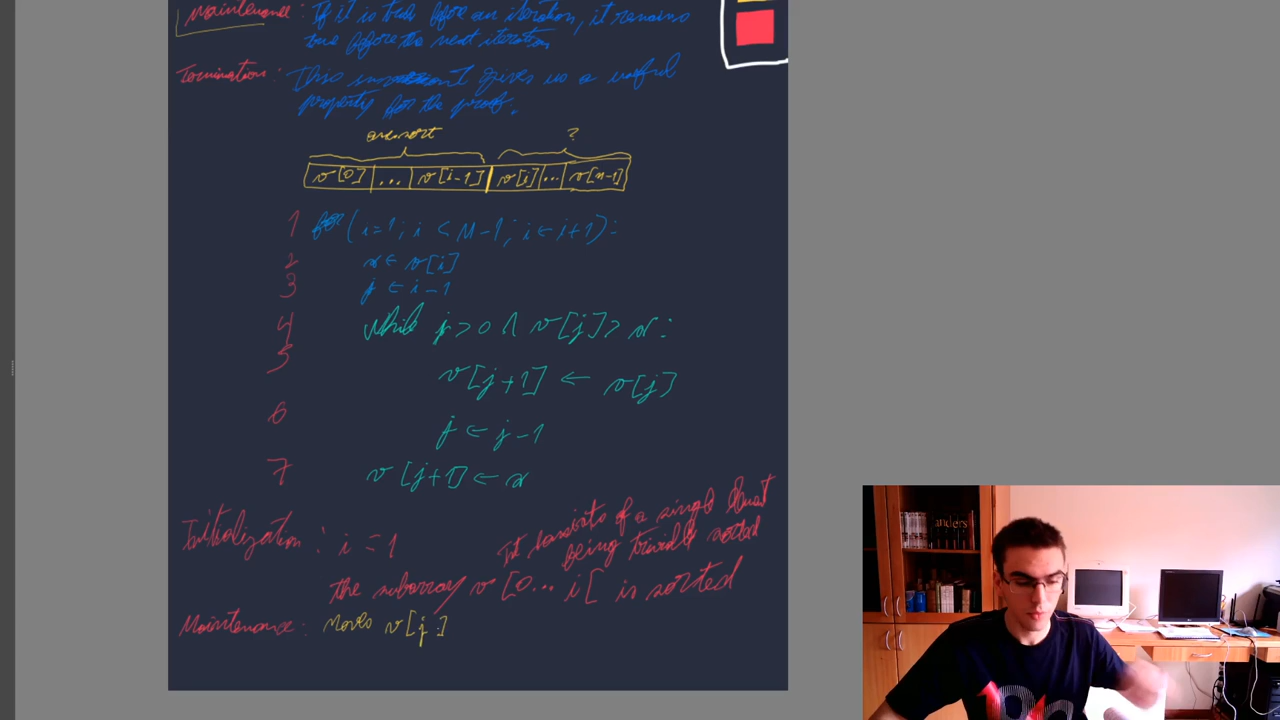 Maintenance: If it is true before an iteration, it remains
true before the next iteration
Termination: This gives us a useful
property for the proof.
?
v[0] ... v[i-1] v[i] ... v[n-1]
1 for (i=1; i < N-1; i ← i+1):
2 x ← v[i]
3 j ← i-1
4 while j > 0 ∧ v[j] > x:
5 v[j+1] ← v[j]
6 j ← j-1
7 v[j+1] ← x
Initialization: i = 1
It consists of a single
being trivially sorted
the subarray v[0... i[ is sorted
Maintenance: Moves v[j]
anders